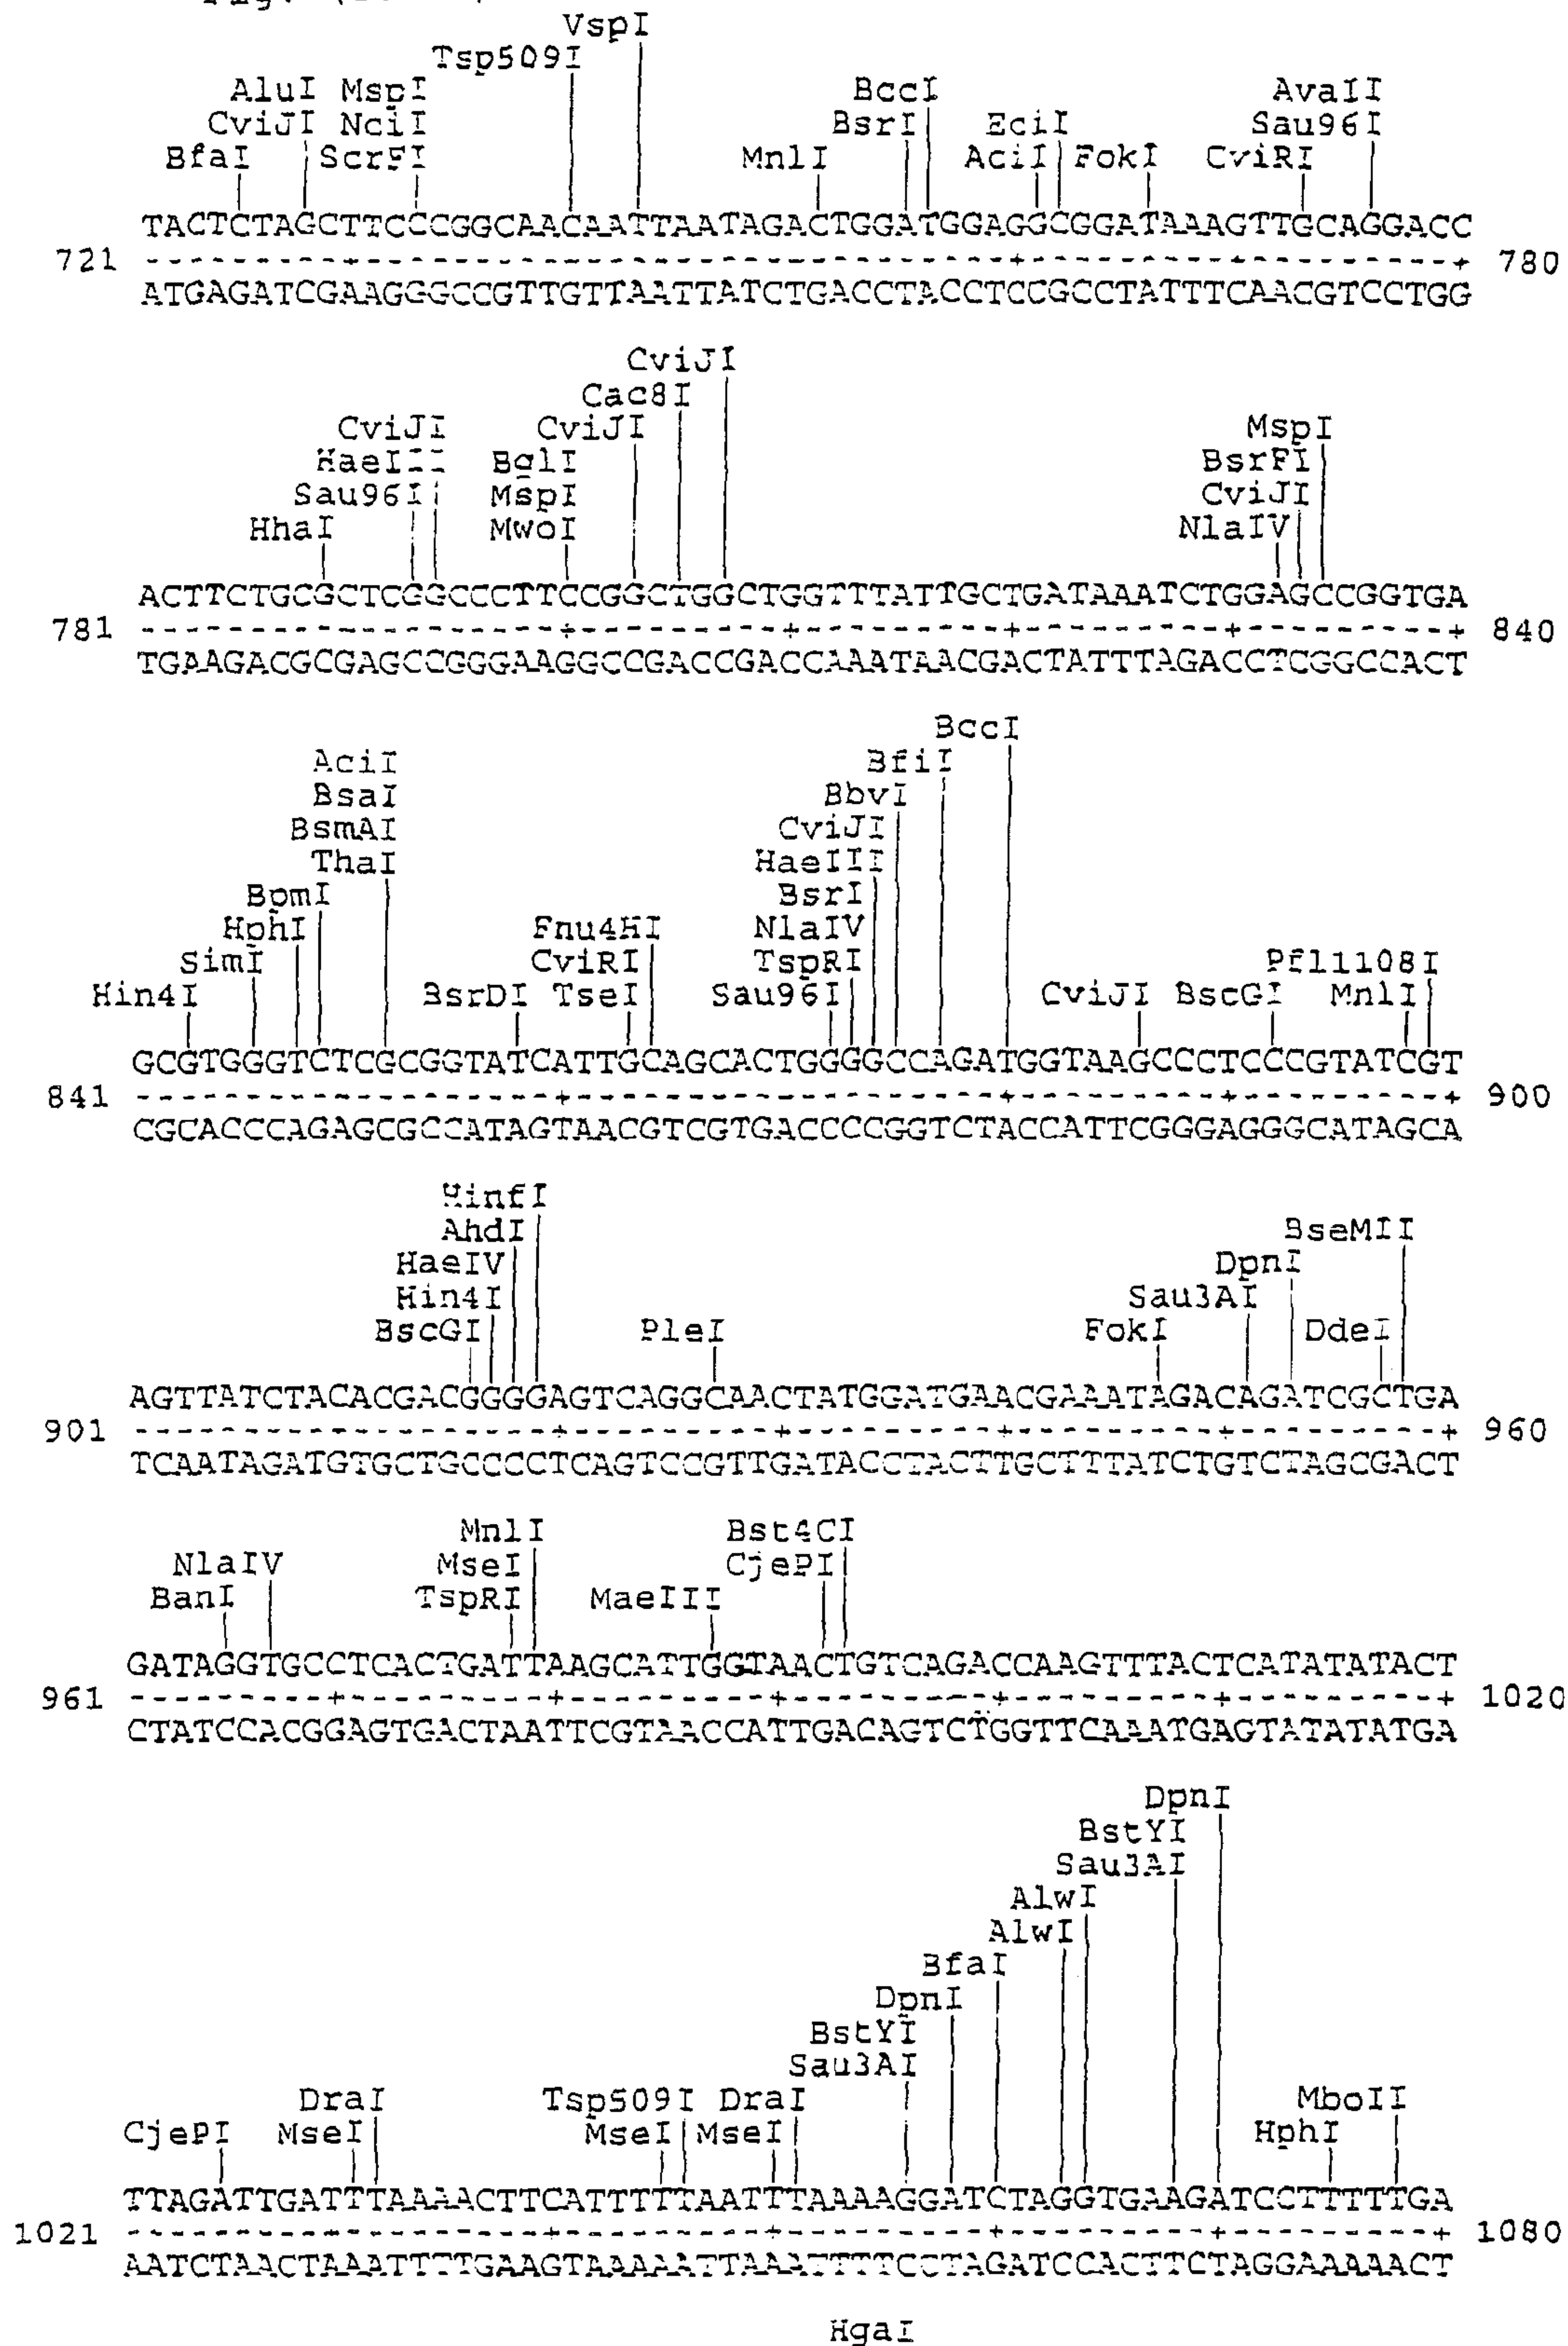 VspI
Tsp509I
AluI MspI BccI AvaII
CviJI NciI BsrI EciI Sau96I
BfaI ScrFI MnlI AciI FokI CviRI
TACTCTAGCTTCCCGGCAACAATTAATAGACTGGATGGAGGCGGATAAAGTTGCAGGACC
721 ---------+---------+---------+---------+---------+---------+ 780
ATGAGATCGAAGGGCCGTTGTTAATTATCTGACCTACCTCCGCCTATTTCAACGTCCTGG
CviJI
Cac8I
CviJI CviJI MspI
HaeIII BglI BsrFI
Sau96I MspI CviJI
HhaI MwoI NlaIV
ACTTCTGCGCTCGGCCCTTCCGGCTGGCTGGTTTATTGCTGATAAATCTGGAGCCGGTGA
781 ---------+---------+---------+---------+---------+---------+ 840
TGAAGACGCGAGCCGGGAAGGCCGACCGACCAAATAACGACTATTTAGACCTCGGCCACT
BccI
AciI BfiI
BsaI BbvI
BsmAI CviJI
ThaI HaeIII
BpmI BsrI
HphI Fnu4HI NlaIV
SimI CviRI TspRI Pfl1108I
Hin4I BsrDI TseI Sau96I CviJI BscGI MnlI
GCGTGGGTCTCGCGGTATCATTGCAGCACTGGGGCCAGATGGTAAGCCCTCCCGTATCGT
841 ---------+---------+---------+---------+---------+---------+ 900
CGCACCCAGAGCGCCATAGTAACGTCGTGACCCCGGTCTACCATTCGGGAGGGCATAGCA
HinfI
AhdI BseMII
HaeIV DpnI
Hin4I Sau3AI
BscGI PleI FokI DdeI
AGTTATCTACACGACGGGGAGTCAGGCAACTATGGATGAACGAAATAGACAGATCGCTGA
901 ---------+---------+---------+---------+---------+---------+ 960
TCAATAGATGTGCTGCCCCTCAGTCCGTTGATACCTACTTGCTTTATCTGTCTAGCGACT
MnlI Bst4CI
NlaIV MseI CjePI
BanI TspRI MaeIII
GATAGGTGCCTCACTGATTAAGCATTGGTAACTGTCAGACCAAGTTTACTCATATATACT
961 ---------+---------+---------+---------+---------+---------+ 1020
CTATCCACGGAGTGACTAATTCGTAACCATTGACAGTCTGGTTCAAATGAGTATATATGA
DpnI
BstYI
Sau3AI
AlwI
AlwI
BfaI
DpnI
BstYI
Sau3AI
DraI Tsp509I DraI MboII
CjePI MseI MseI MseI HphI
TTAGATTGATTTAAAACTTCATTTTTAATTTAAAAGGATCTAGGTGAAGATCCTTTTTGA
1021 ---------+---------+---------+---------+---------+---------+ 1080
AATCTAACTAAATTTTGAAGTAAAAATTAAATTTTCCTAGATCCACTTCTAGGAAAAACT
HgaI